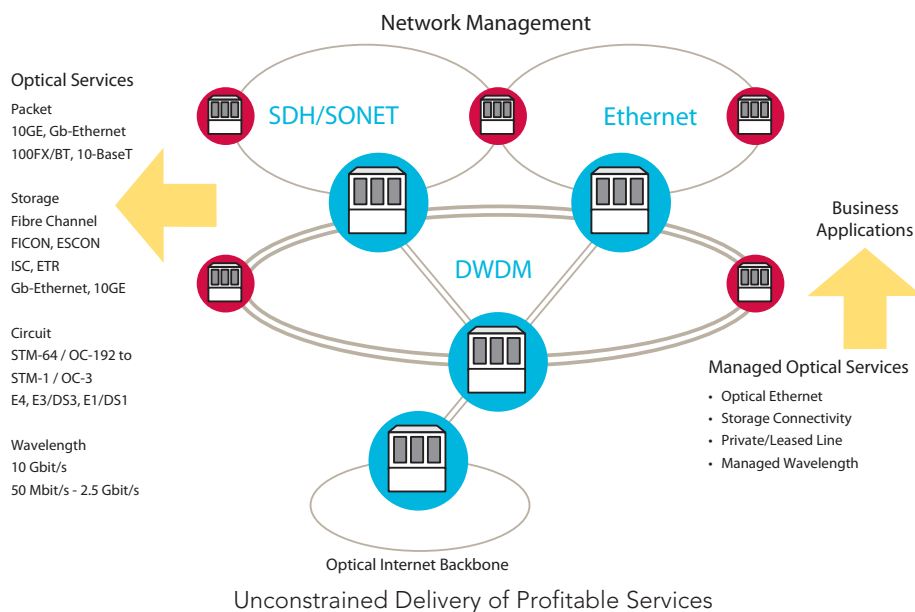 Network Management
Optical Services
Packet
10GE, Gb-Ethernet
100FX/BT, 10-BaseT
Storage
Fibre Channel
FICON, ESCON
ISC, ETR
Gb-Ethernet, 10GE
Circuit
STM-64 / OC-192 to
STM-1 / OC-3
E4, E3/DS3, E1/DS1
Wavelength
10 Gbit/s
50 Mbit/s - 2.5 Gbit/s
SDH/SONET
Ethernet
DWDM
Business
Applications
Managed Optical Services
• Optical Ethernet
• Storage Connectivity
• Private/Leased Line
• Managed Wavelength
Optical Internet Backbone
Unconstrained Delivery of Profitable Services